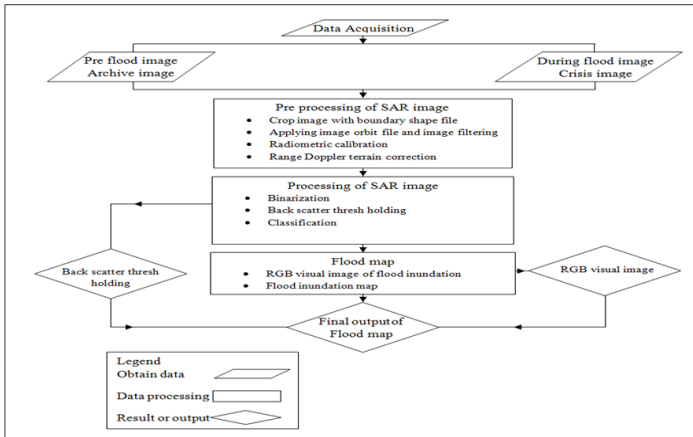 Data Acquisition
Pre flood image
Archive image
During flood image
Crisis image
Pre processing of SAR image
• Crop image with boundary shape file
• Applying image orbit file and image filtering
• Radiometric calibration
• Range Doppler terrain correction
Processing of SAR image
• Binarization
• Back scatter thresh holding
• Classification
Back scatter thresh
holding
Flood map
• RGB visual image of flood inundation
• Flood inundation map
RGB visual image
Final output of
Flood map
Legend
Obtain data
Data processing
Result or output